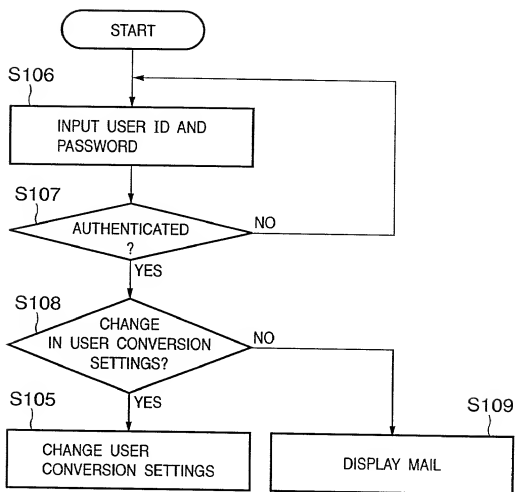 START
S106
INPUT USER ID AND
PASSWORD
S107
AUTHENTICATED
?
NO
YES
S108
CHANGE
IN USER CONVERSION
SETTINGS?
NO
YES
S105
CHANGE USER
CONVERSION SETTINGS
S109
DISPLAY MAIL